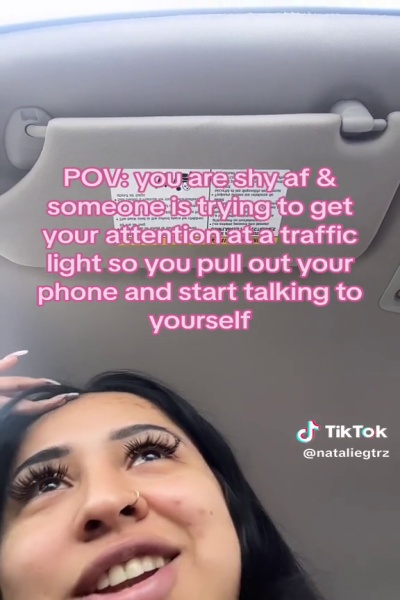 POV: you are shy af &
someone is trying to get
your attention at a traffic
light so you pull out your
phone and start talking to
yourself
TikTok
@nataliegtrz